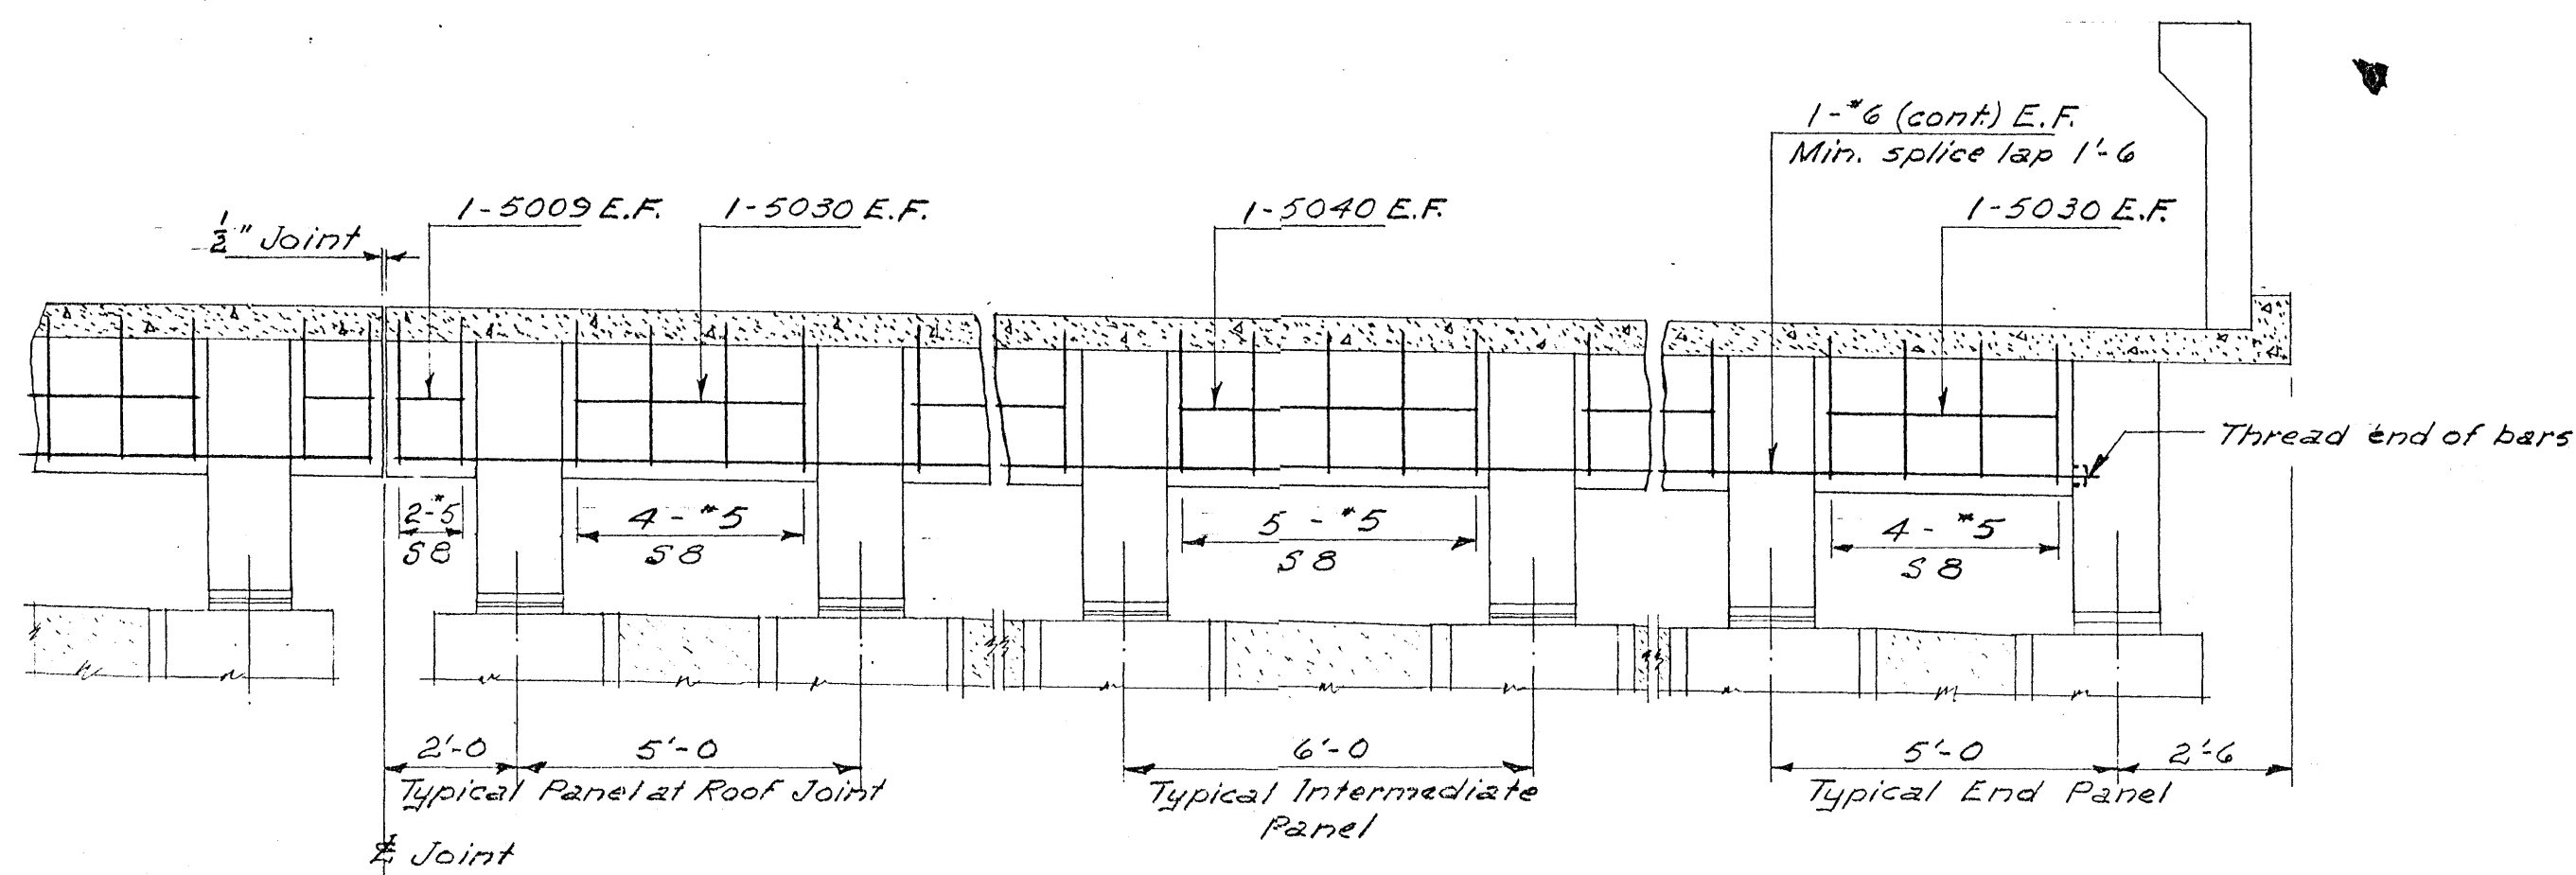 1-#6 (cont.) E.F.
Min. splice lap 1'-6
1-5009 E.F.
1-5030 E.F.
1-5040 E.F.
1-5030 E.F.
1/2" Joint
Thread end of bars
2-#5
S8
4-#5
S8
5-#5
S8
4-#5
S8
2'-0
5'-0
6'-0
5'-0
2'-6
Typical Panel at Roof Joint
Typical Intermediate
Panel
Typical End Panel
℄ Joint